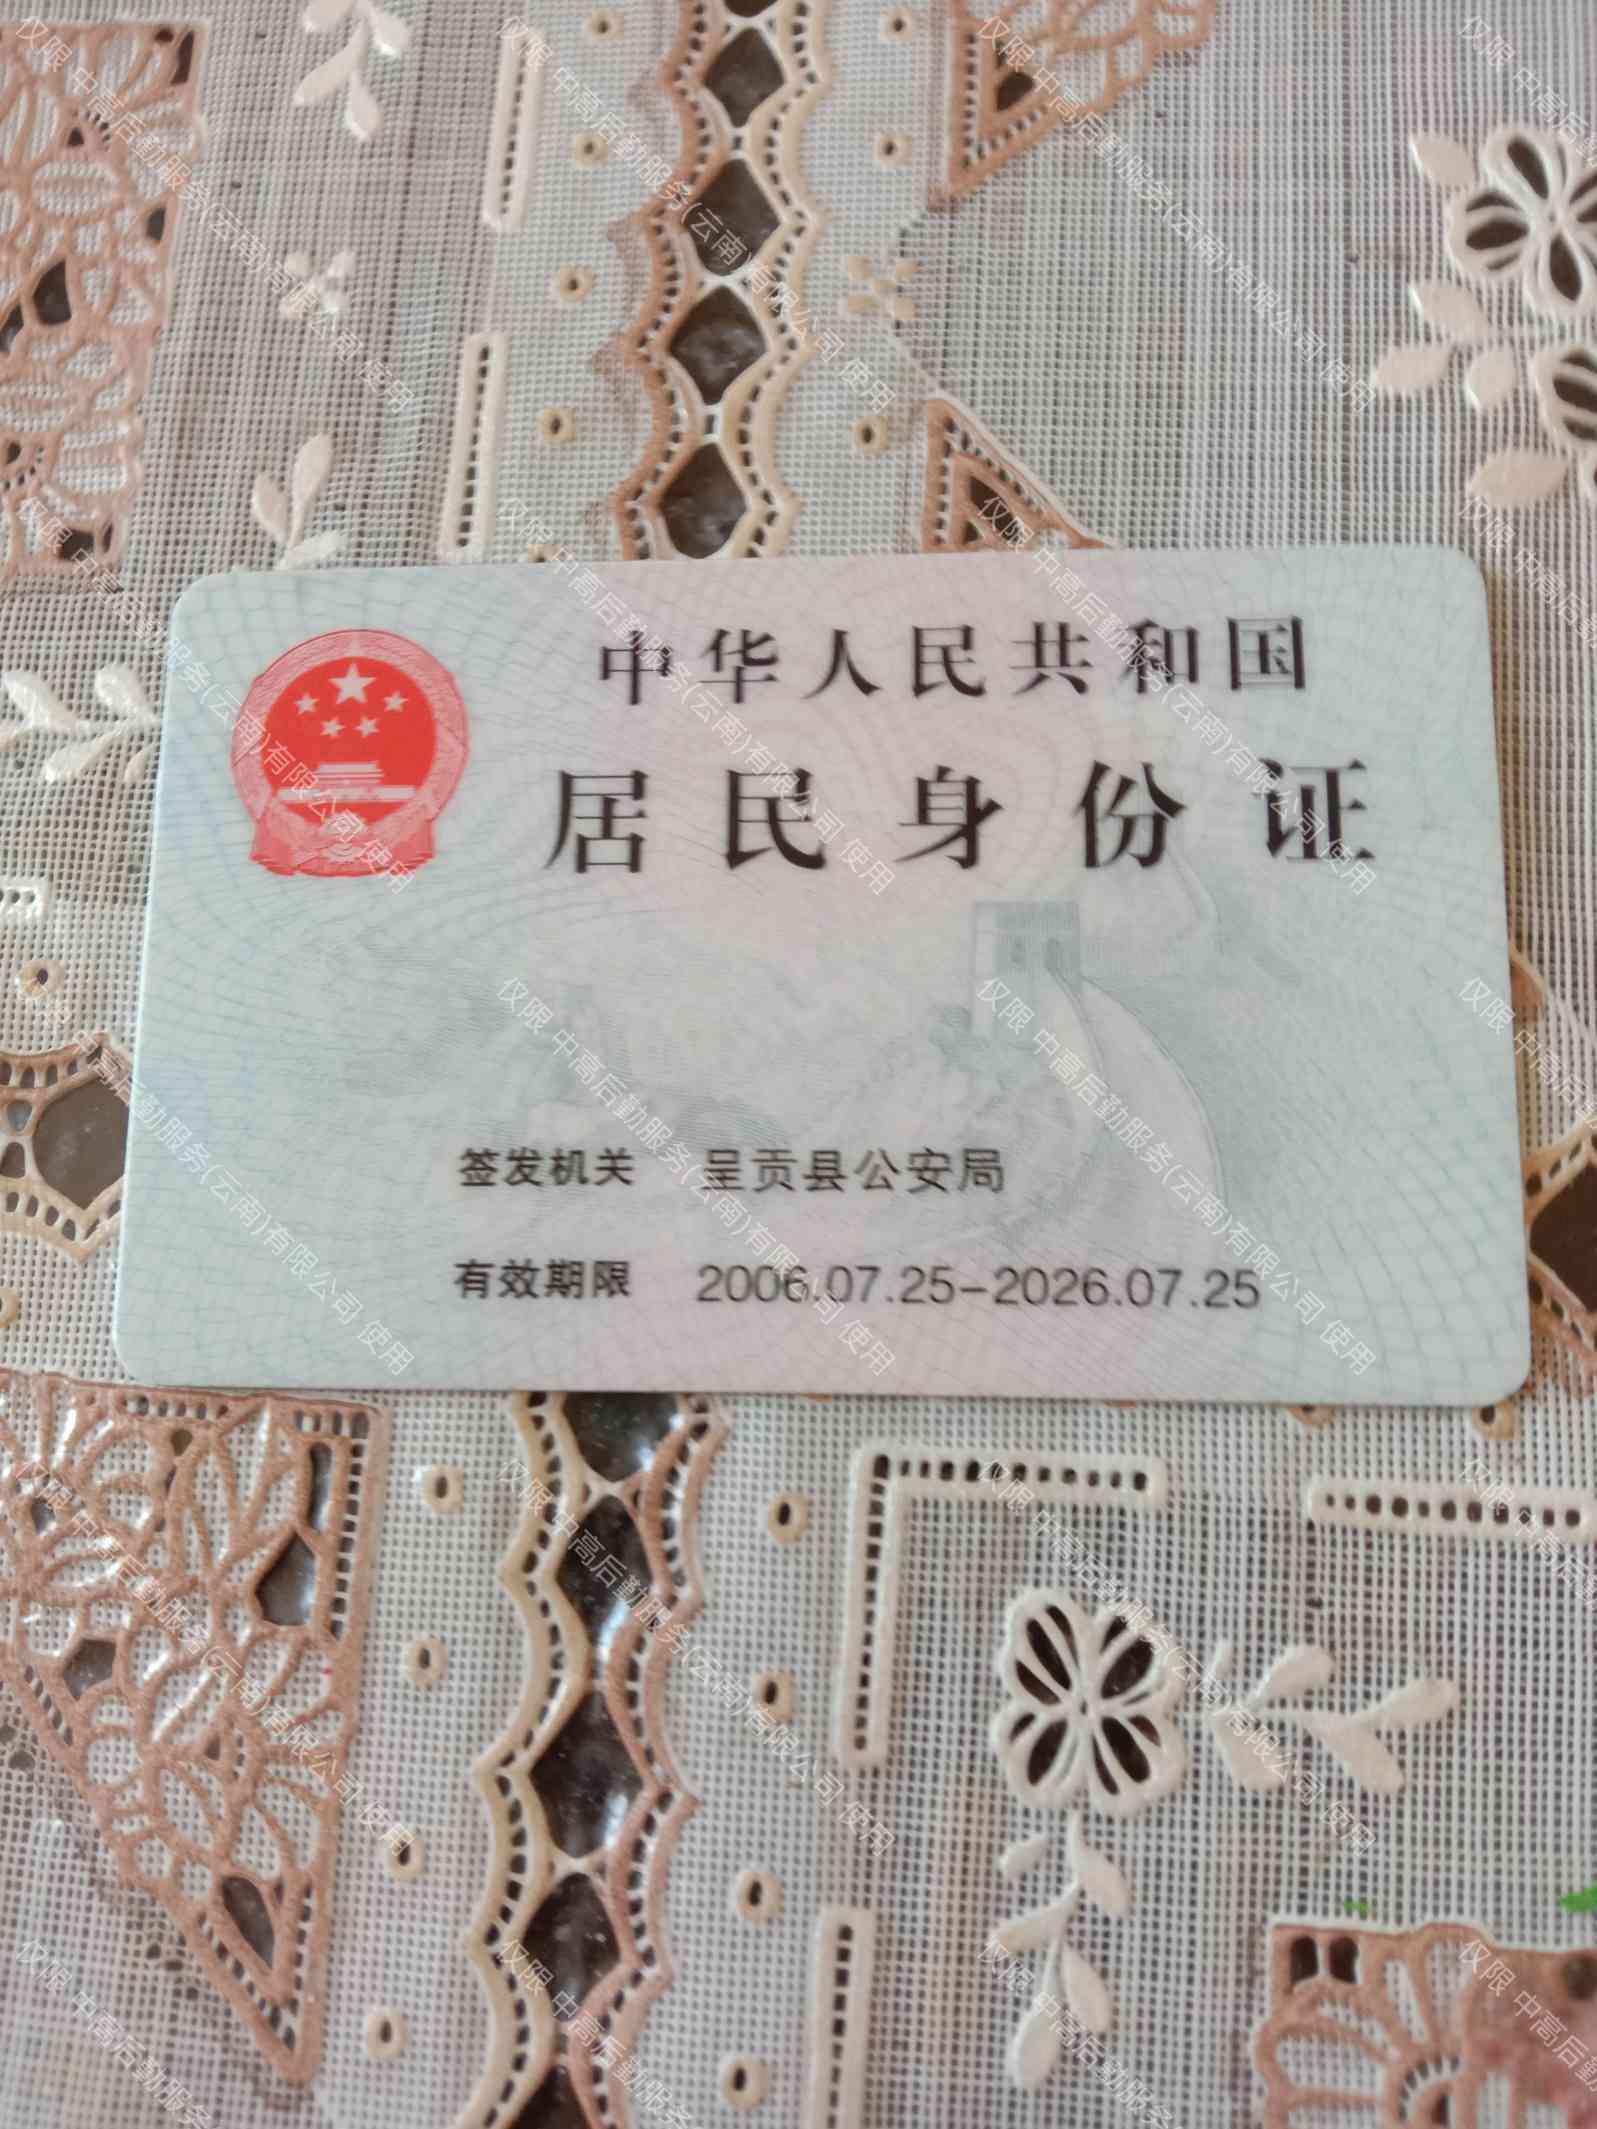 中华人民共和国
居民身份证
签发机关 呈贡县公安局
有效期限 2006.07.25-2026.07.25
仅限 中高后勤服务(云南)有限公司 使用